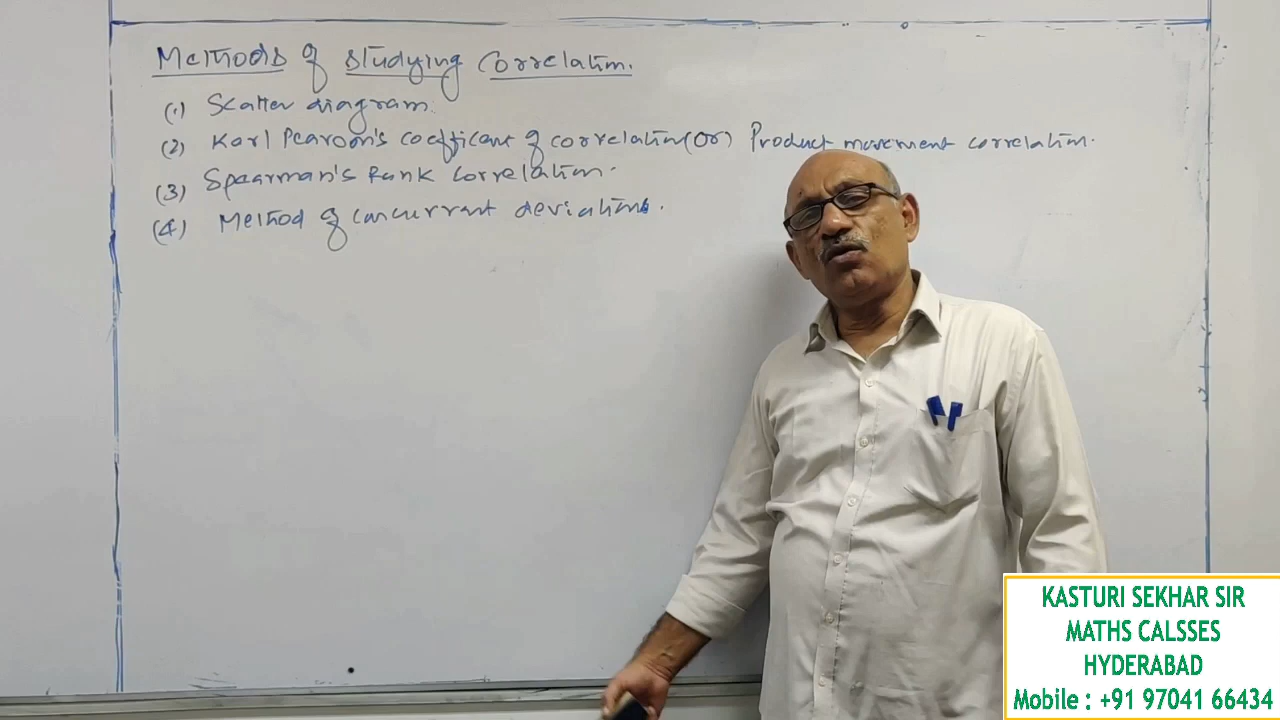 Methods of studying Correlation.
(1) Scatter diagram.
(2) Karl Pearson's coefficient of correlation (Or) Product movement correlation.
(3) Spearman's Rank correlation.
(4) Method of concurrent deviations.
KASTURI SEKHAR SIR
MATHS CALSSES
HYDERABAD
Mobile : +91 97041 66434